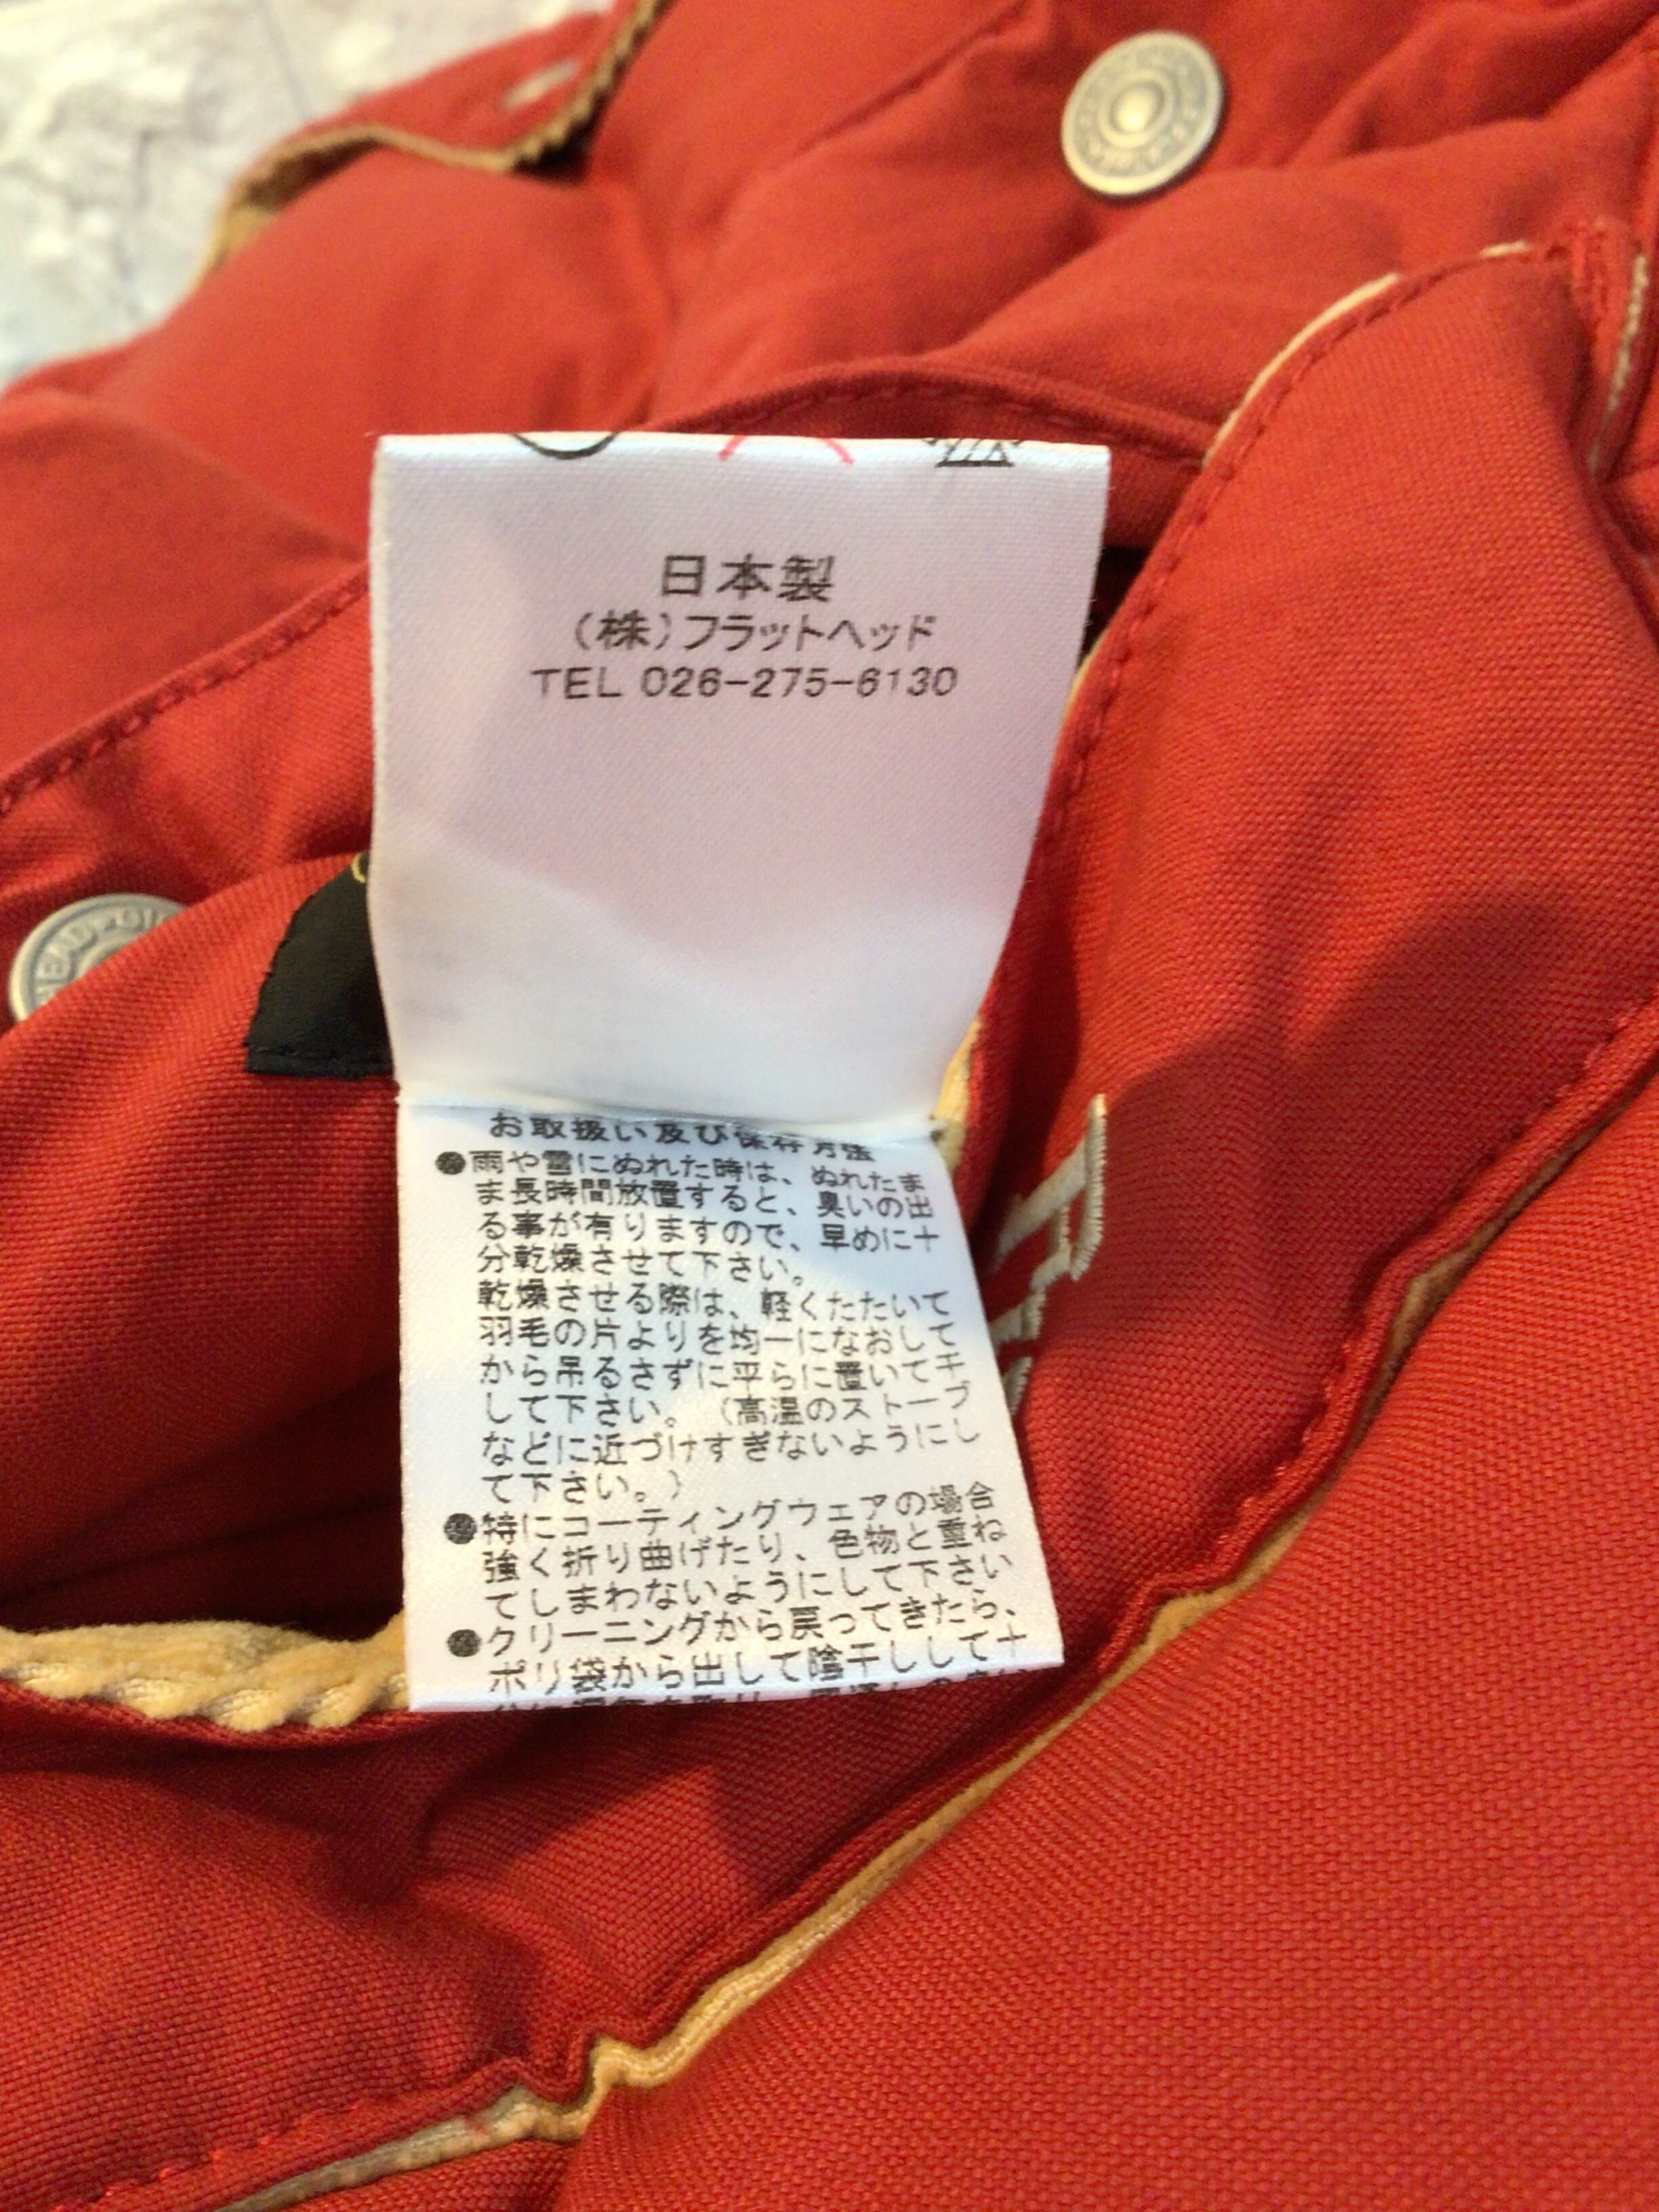 日本製
(株)フラットヘッド
TEL 026-275-6130
HEAD
お取扱い及び保存方法
●雨や雪にぬれた時は、ぬれたま
ま長時間放置すると、臭いの出
る事が有りますので、早めに十
分乾燥させて下さい。
乾燥させる際は、軽くたたいて
羽毛の片よりを均一になおして
から吊るさずに平らに置いて干
して下さい。（高温のストーブ
などに近づけすぎないようにし
て下さい。）
●特にコーティングウェアの場合
強く折り曲げたり、色物と重ね
てしまわないようにして下さい
●クリーニングから戻ってきたら、
ポリ袋から出して陰干しして十